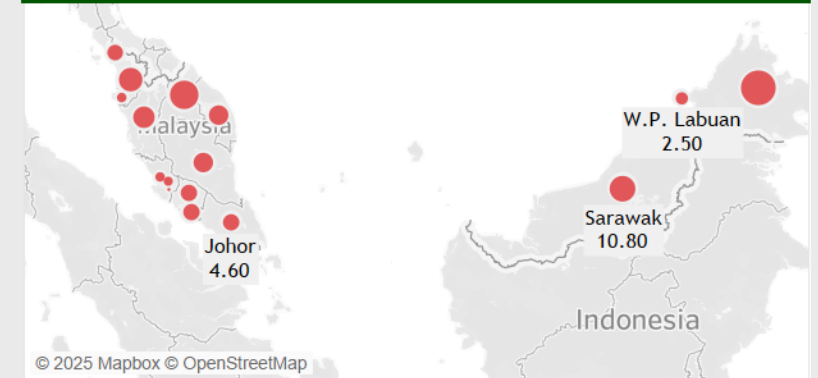 Malaysia
W.P. Labuan
2.50
Sarawak
10.80
Johor
4.60
Indonesia
© 2025 Mapbox © OpenStreetMap